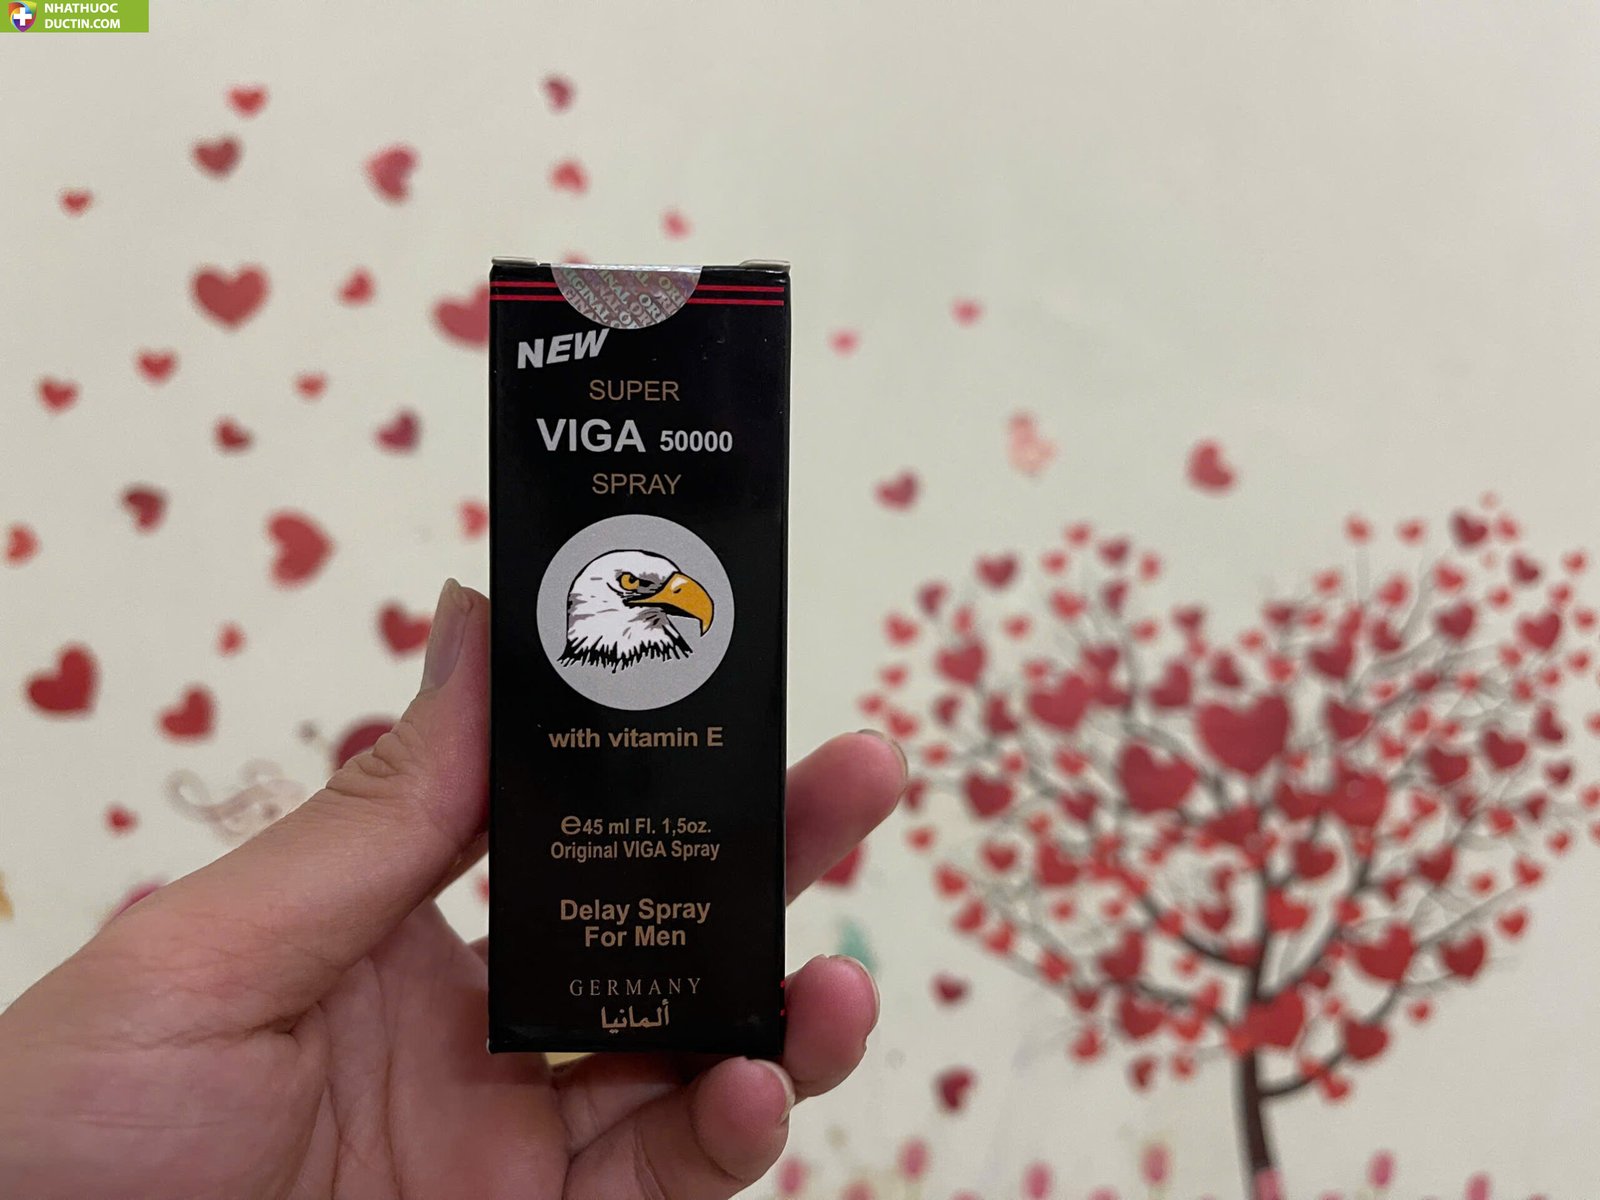 NHATHUOC
DUCTIN.COM
NEW
SUPER
VIGA 50000
SPRAY
with vitamin E
℮45 ml Fl. 1,5oz.
Original VIGA Spray
Delay Spray
For Men
GERMANY
ألمانيا